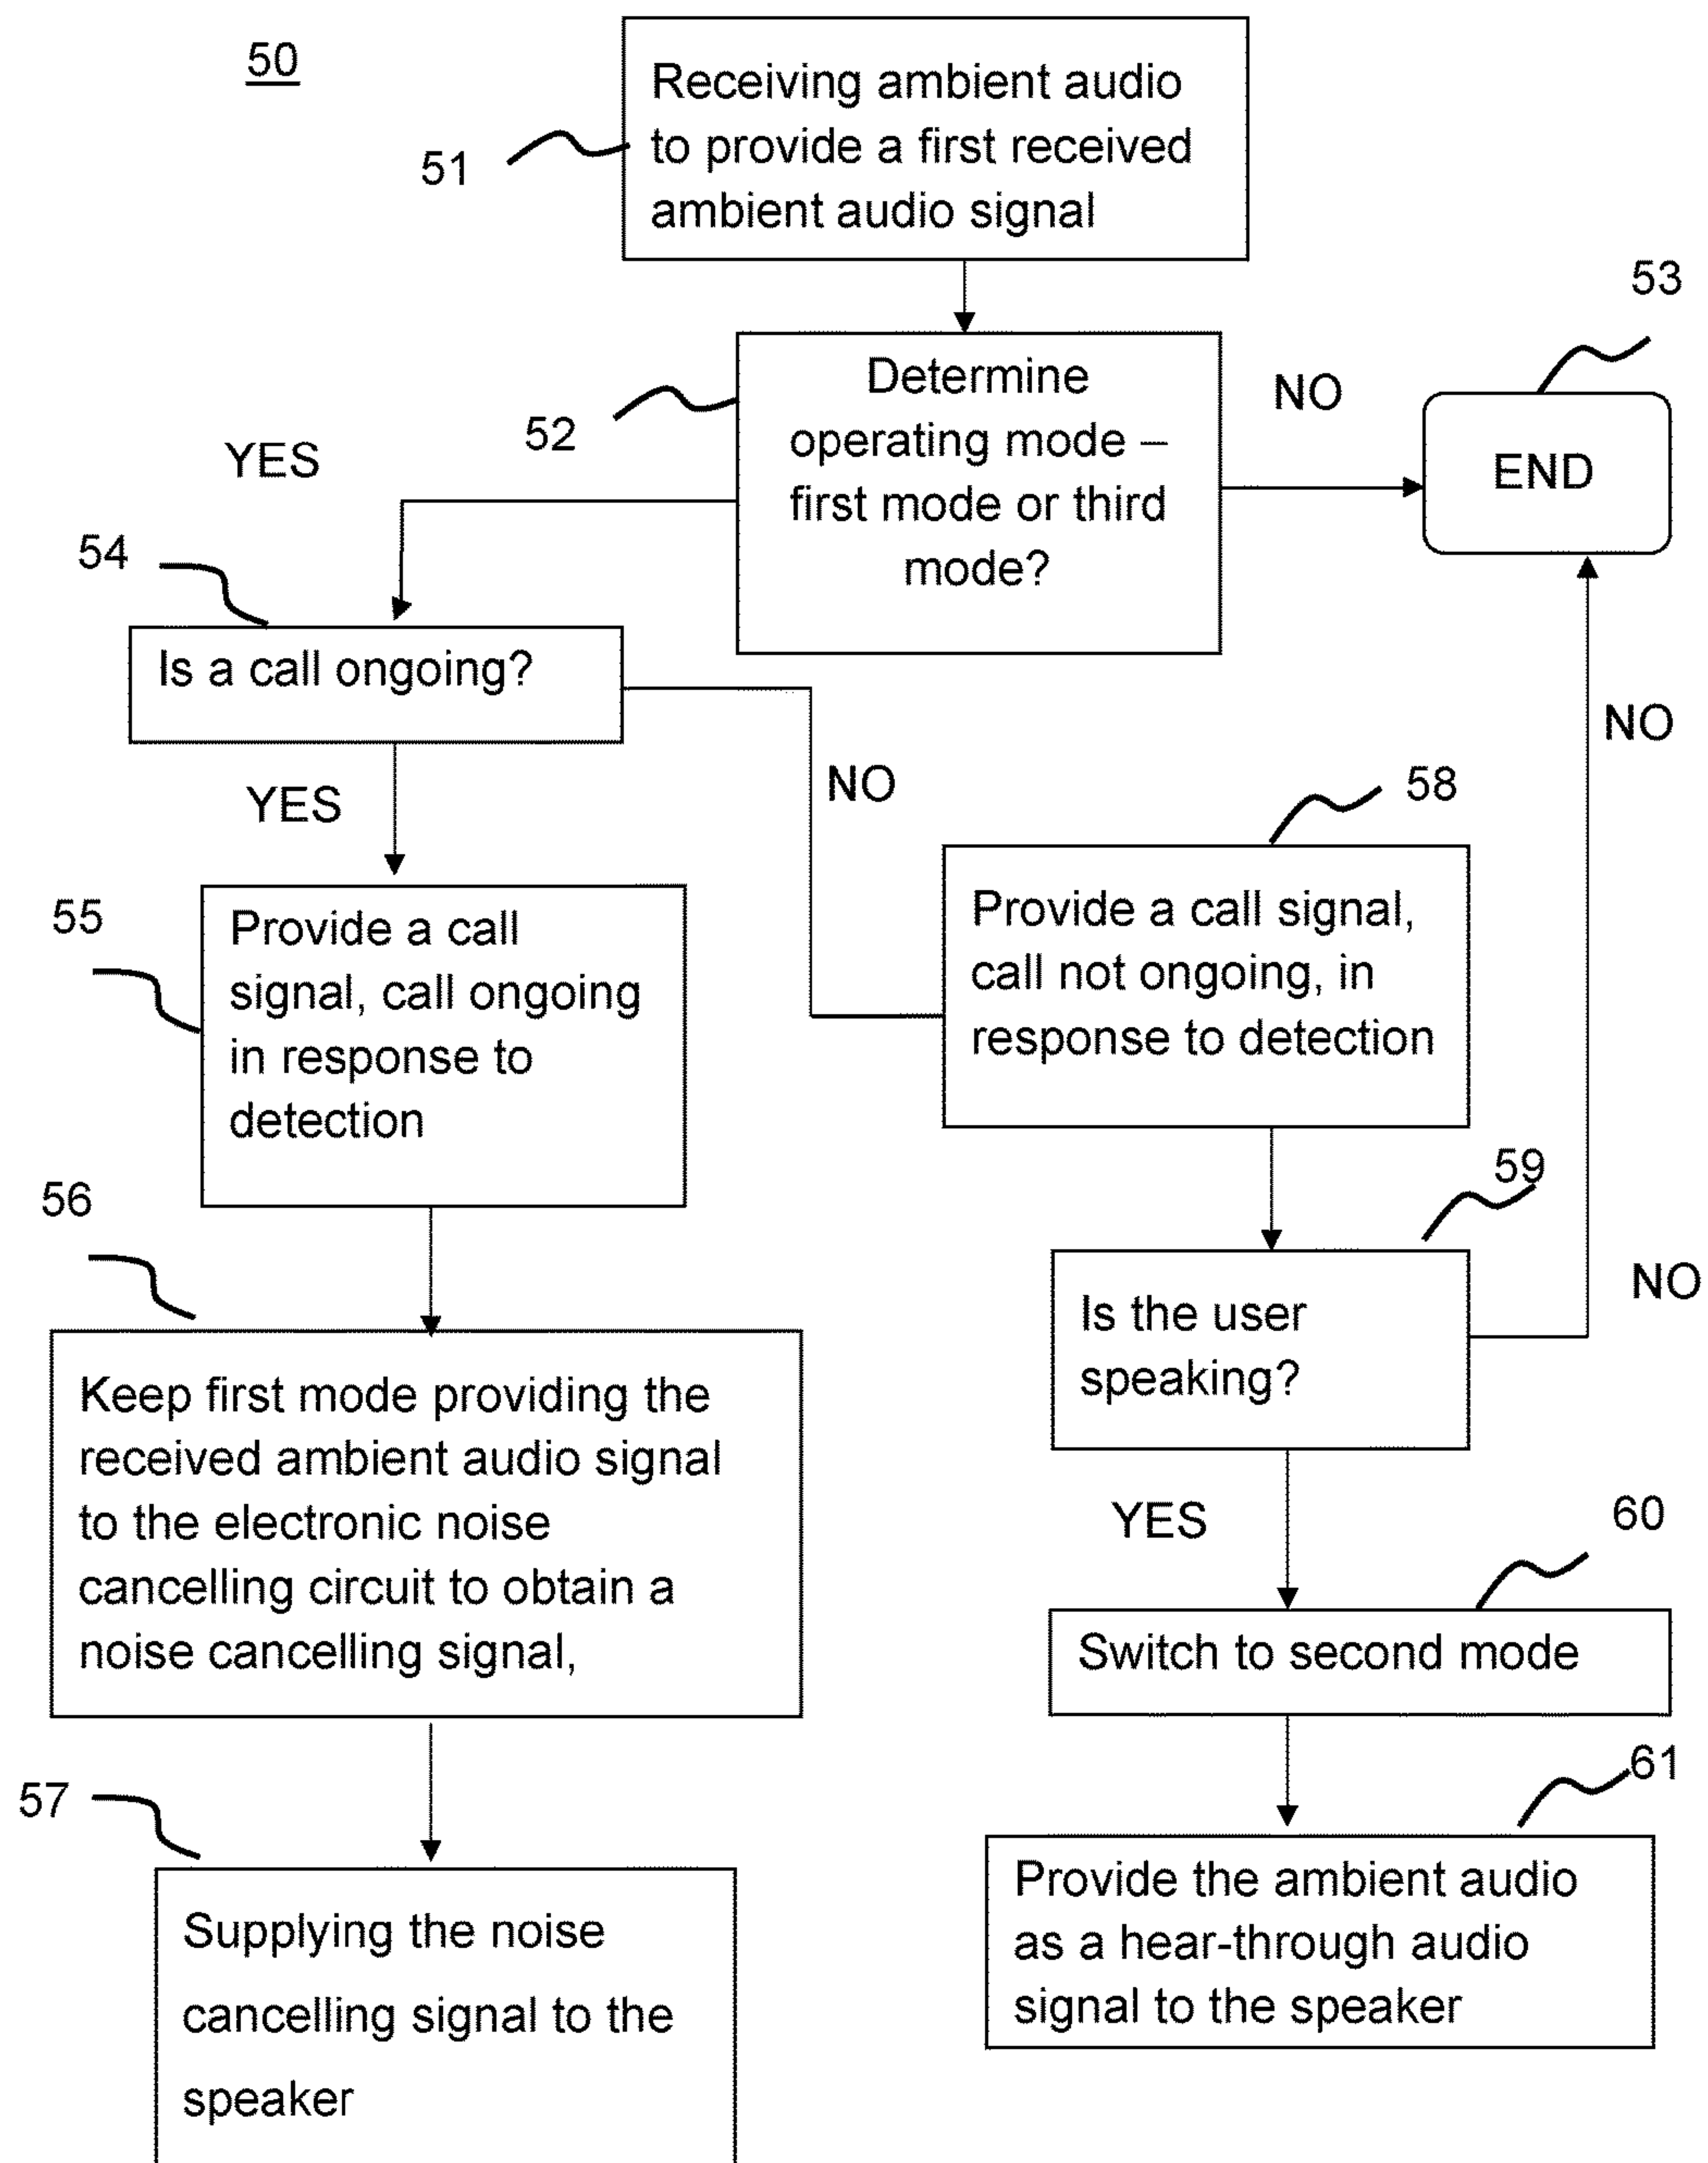 50
51
Receiving ambient audio
to provide a first received
ambient audio signal
53
52
Determine
operating mode –
first mode or third
mode?
NO
END
YES
54
Is a call ongoing?
YES
NO
NO
55
Provide a call
signal, call ongoing
in response to
detection
58
Provide a call signal,
call not ongoing, in
response to detection
56
Keep first mode providing the
received ambient audio signal
to the electronic noise
cancelling circuit to obtain a
noise cancelling signal,
59
Is the user
speaking?
NO
YES
60
Switch to second mode
57
Supplying the noise
cancelling signal to the
speaker
61
Provide the ambient audio
as a hear-through audio
signal to the speaker